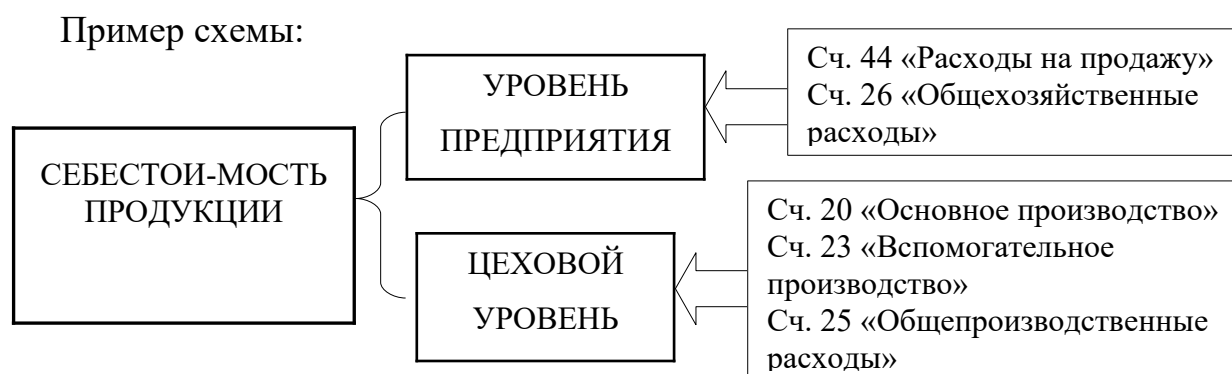 Пример схемы:
СЕБЕСТОИ-МОСТЬ
ПРОДУКЦИИ
УРОВЕНЬ
ПРЕДПРИЯТИЯ
Сч. 44 «Расходы на продажу»
Сч. 26 «Общехозяйственные
расходы»
ЦЕХОВОЙ
УРОВЕНЬ
Сч. 20 «Основное производство»
Сч. 23 «Вспомогательное
производство»
Сч. 25 «Общепроизводственные
расходы»